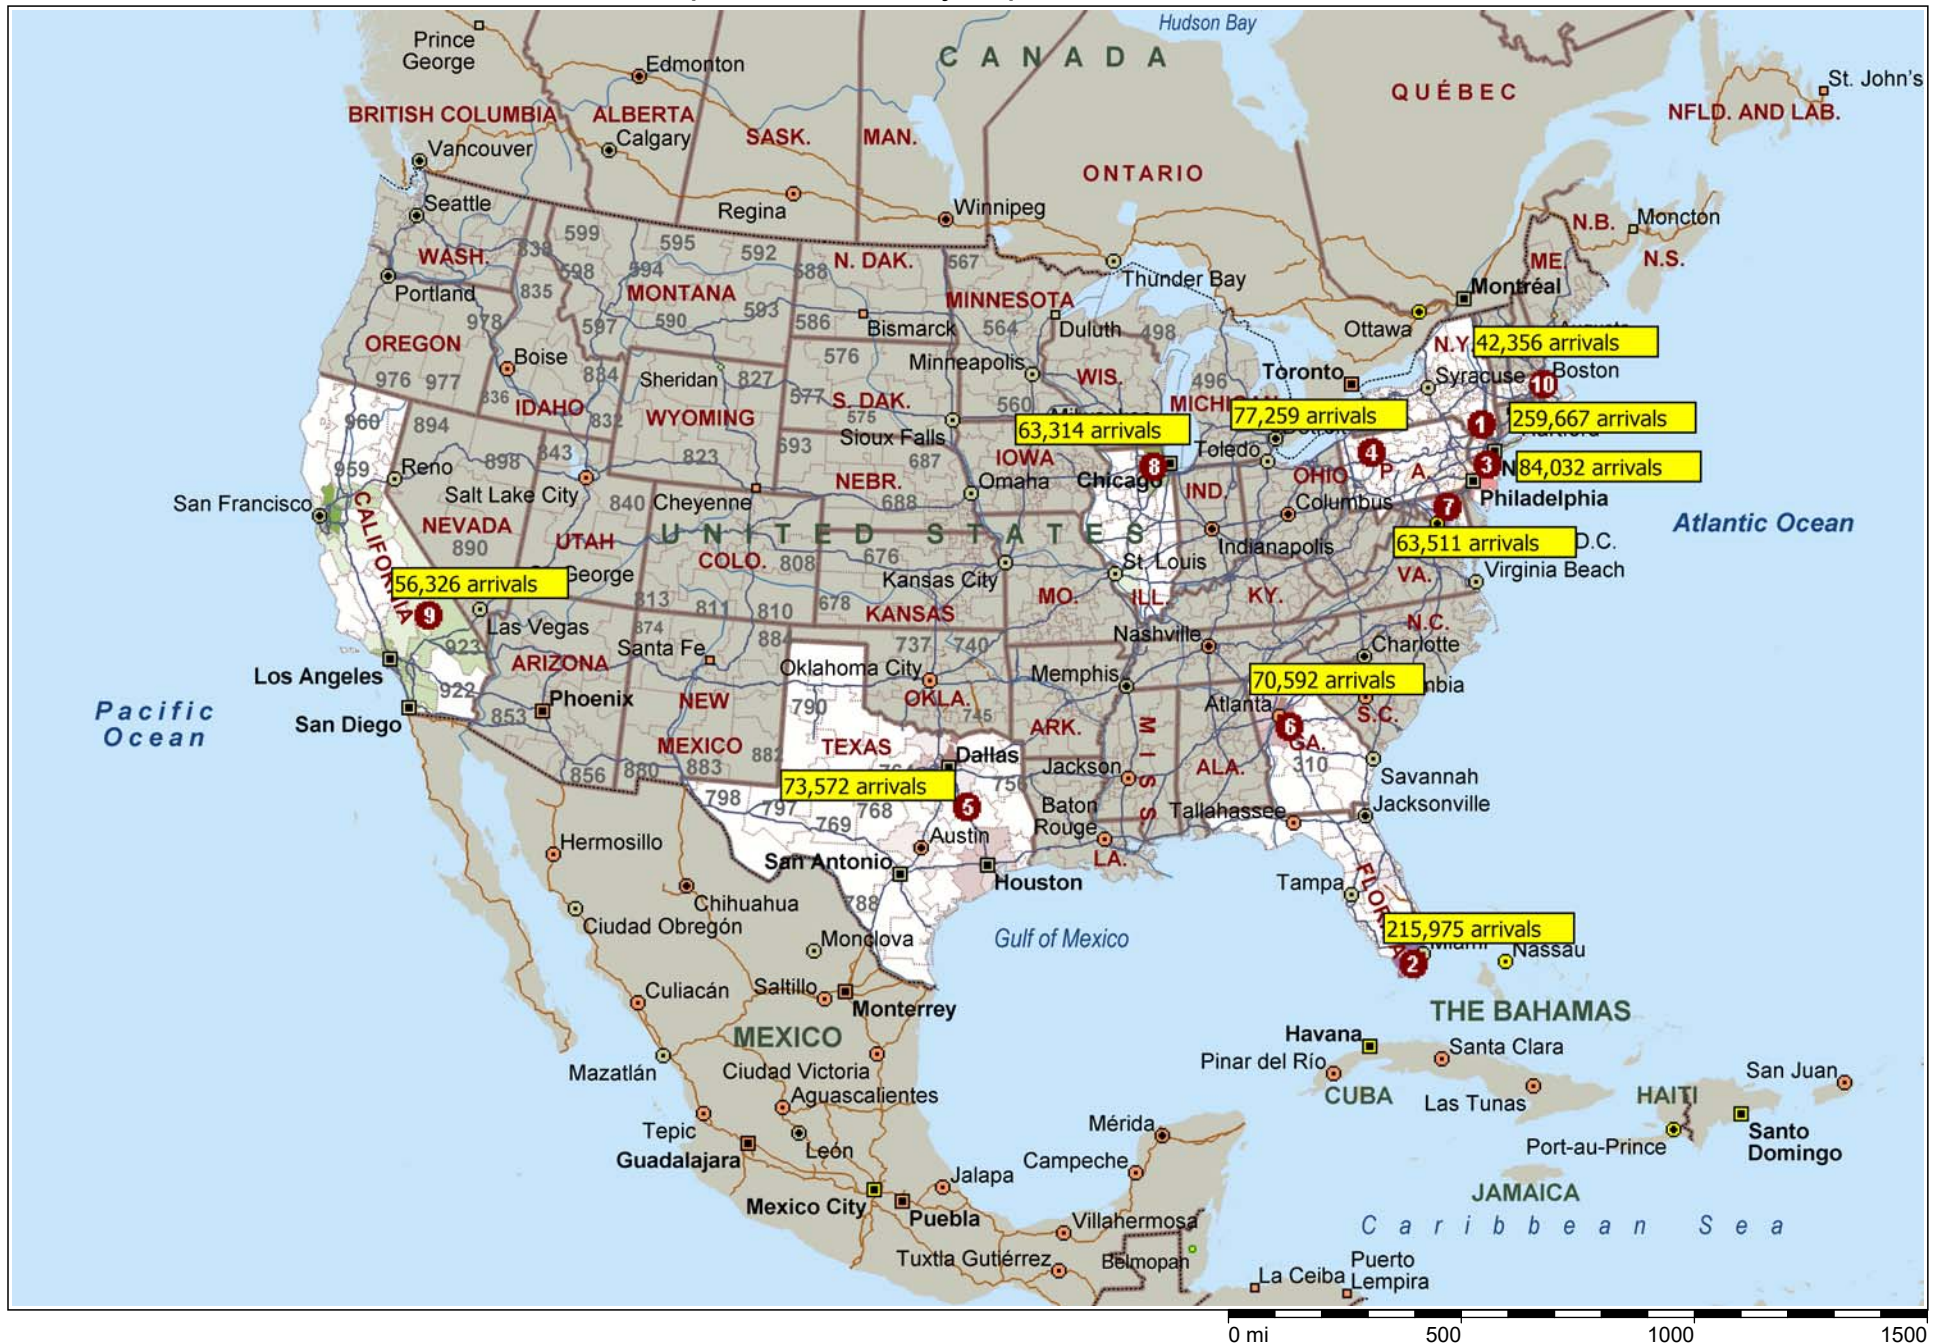 Hudson Bay
Prince
George
Edmonton
CANADA
QUÉBEC
St. John's
NFLD. AND LAB.
BRITISH COLUMBIA
ALBERTA
Calgary
SASK.
MAN.
Vancouver
ONTARIO
Regina
Winnipeg
Seattle
N.B.
Moncton
N.S.
ME.
WASH.
838
599
595
592
588
N. DAK.
567
Thunder Bay
598
594
Portland
835
MONTANA
593
MINNESOTA
Montréal
978
597
590
586
Bismarck
564
Duluth
498
Ottawa
OREGON
Boise
576
Minneapolis
N.Y.
42,356 arrivals
976
977
834
Sheridan
827
WIS.
496
Toronto
Syracuse
Boston
10
836
IDAHO
832
WYOMING
577
S. DAK.
575
560
MICHIGAN
77,259 arrivals
1
259,667 arrivals
960
894
Sioux Falls
63,314 arrivals
Toledo
959
Reno
898
843
823
693
687
IOWA
8
Chicago
4
P A.
3
84,032 arrivals
San Francisco
Salt Lake City
840
Cheyenne
NEBR.
688
Omaha
IND.
OHIO
Columbus
Philadelphia
7
CALIFORNIA
NEVADA
890
UTAH
UNITED STATES
COLO.
808
676
Indianapolis
63,511 arrivals
D.C.
Atlantic Ocean
56,326 arrivals
George
Kansas City
St. Louis
VA.
Virginia Beach
9
813
811
810
678
KANSAS
MO.
ILL.
KY.
Las Vegas
874
884
737
740
Nashville
N.C.
Charlotte
923
ARIZONA
Santa Fe
Oklahoma City
Memphis
70,592 arrivals
Los Angeles
922
Phoenix
NEW
MEXICO
790
OKLA.
745
ARK.
MISS.
Atlanta
6
S.C.
San Diego
853
TEXAS
GA.
Pacific
Ocean
856
880
883
882
Dallas
Jackson
ALA.
310
Savannah
73,572 arrivals
756
798
797
769
768
5
Baton
Rouge
Tallahassee
Jacksonville
Hermosillo
Austin
LA.
San Antonio
Houston
Tampa
FLORIDA
Chihuahua
788
Ciudad Obregón
Monclova
Gulf of Mexico
215,975 arrivals
Miami
2
Nassau
Culiacán
Saltillo
Monterrey
THE BAHAMAS
MEXICO
Havana
Mazatlán
Ciudad Victoria
Pinar del Río
Santa Clara
San Juan
Aguascalientes
CUBA
Las Tunas
HAITI
Tepic
León
Mérida
Port-au-Prince
Santo
Domingo
Guadalajara
Campeche
Jalapa
JAMAICA
Mexico City
Puebla
Villahermosa
Caribbean Sea
Tuxtla Gutiérrez
Belmopan
Puerto
Lempira
La Ceiba
0 mi
500
1000
1500